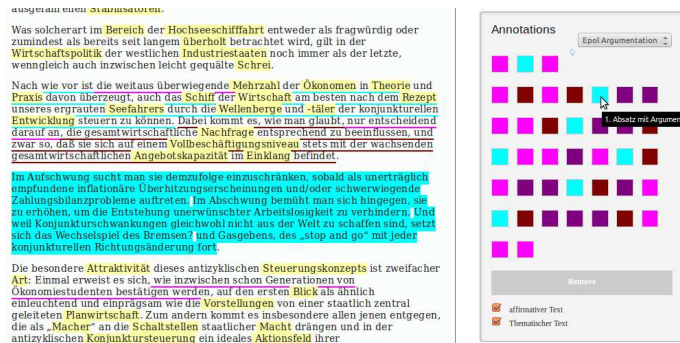 ausgefallenen Stabilisatoren.
Was solcherart im Bereich der Hochseeschifffahrt entweder als fragwürdig oder
zumindest als bereits seit langem überholt betrachtet wird, gilt in der
Wirtschaftspolitik der westlichen Industriestaaten noch immer als der letzte,
wenngleich auch inzwischen leicht gequälte Schrei.
Nach wie vor ist die weitaus überwiegende Mehrzahl der Ökonomen in Theorie und
Praxis davon überzeugt, auch das Schiff der Wirtschaft am besten nach dem Rezept
unseres ergrauten Seefahrers durch die Wellenberge und -täler der konjunkturellen
Entwicklung steuern zu können. Dabei kommt es, wie man glaubt, nur entscheidend
darauf an, die gesamtwirtschaftliche Nachfrage entsprechend zu beeinflussen, und
zwar so, daß sie sich auf einem Vollbeschäftigungsniveau stets mit der wachsenden
gesamtwirtschaftlichen Angebotskapazität im Einklang befindet.
Im Aufschwung sucht man sie demzufolge einzuschränken, sobald als unerträglich
empfundene inflationäre Überhitzungserscheinungen und/oder schwerwiegende
Zahlungsbilanzprobleme auftreten. Im Abschwung bemüht man sich hingegen, sie
zu erhöhen, um die Entstehung unerwünschter Arbeitslosigkeit zu verhindern. Und
weil Konjunkturschwankungen gleichwohl nicht aus der Welt zu schaffen sind, setzt
sich das Wechselspiel des Bremsen? und Gasgebens, des „stop and go“ mit jeder
konjunkturellen Richtungsänderung fort.
Die besondere Attraktivität dieses antizyklischen Steuerungskonzepts ist zweifacher
Art: Einmal erweist es sich, wie inzwischen schon Generationen von
Ökonomiestudenten bestätigen werden, auf den ersten Blick als ähnlich
einleuchtend und einprägsam wie die Vorstellungen von einer staatlich zentral
geleiteten Planwirtschaft. Zum andern kommt es insbesondere allen jenen entgegen,
die als „Macher“ an die Schaltstellen staatlicher Macht drängen und in der
antizyklischen Konjunktursteuerung ein ideales Aktionsfeld ihrer
Annotations
Epol Argumentation
1. Absatz mit Argumen
Remove
affirmativer Text
Thematischer Text